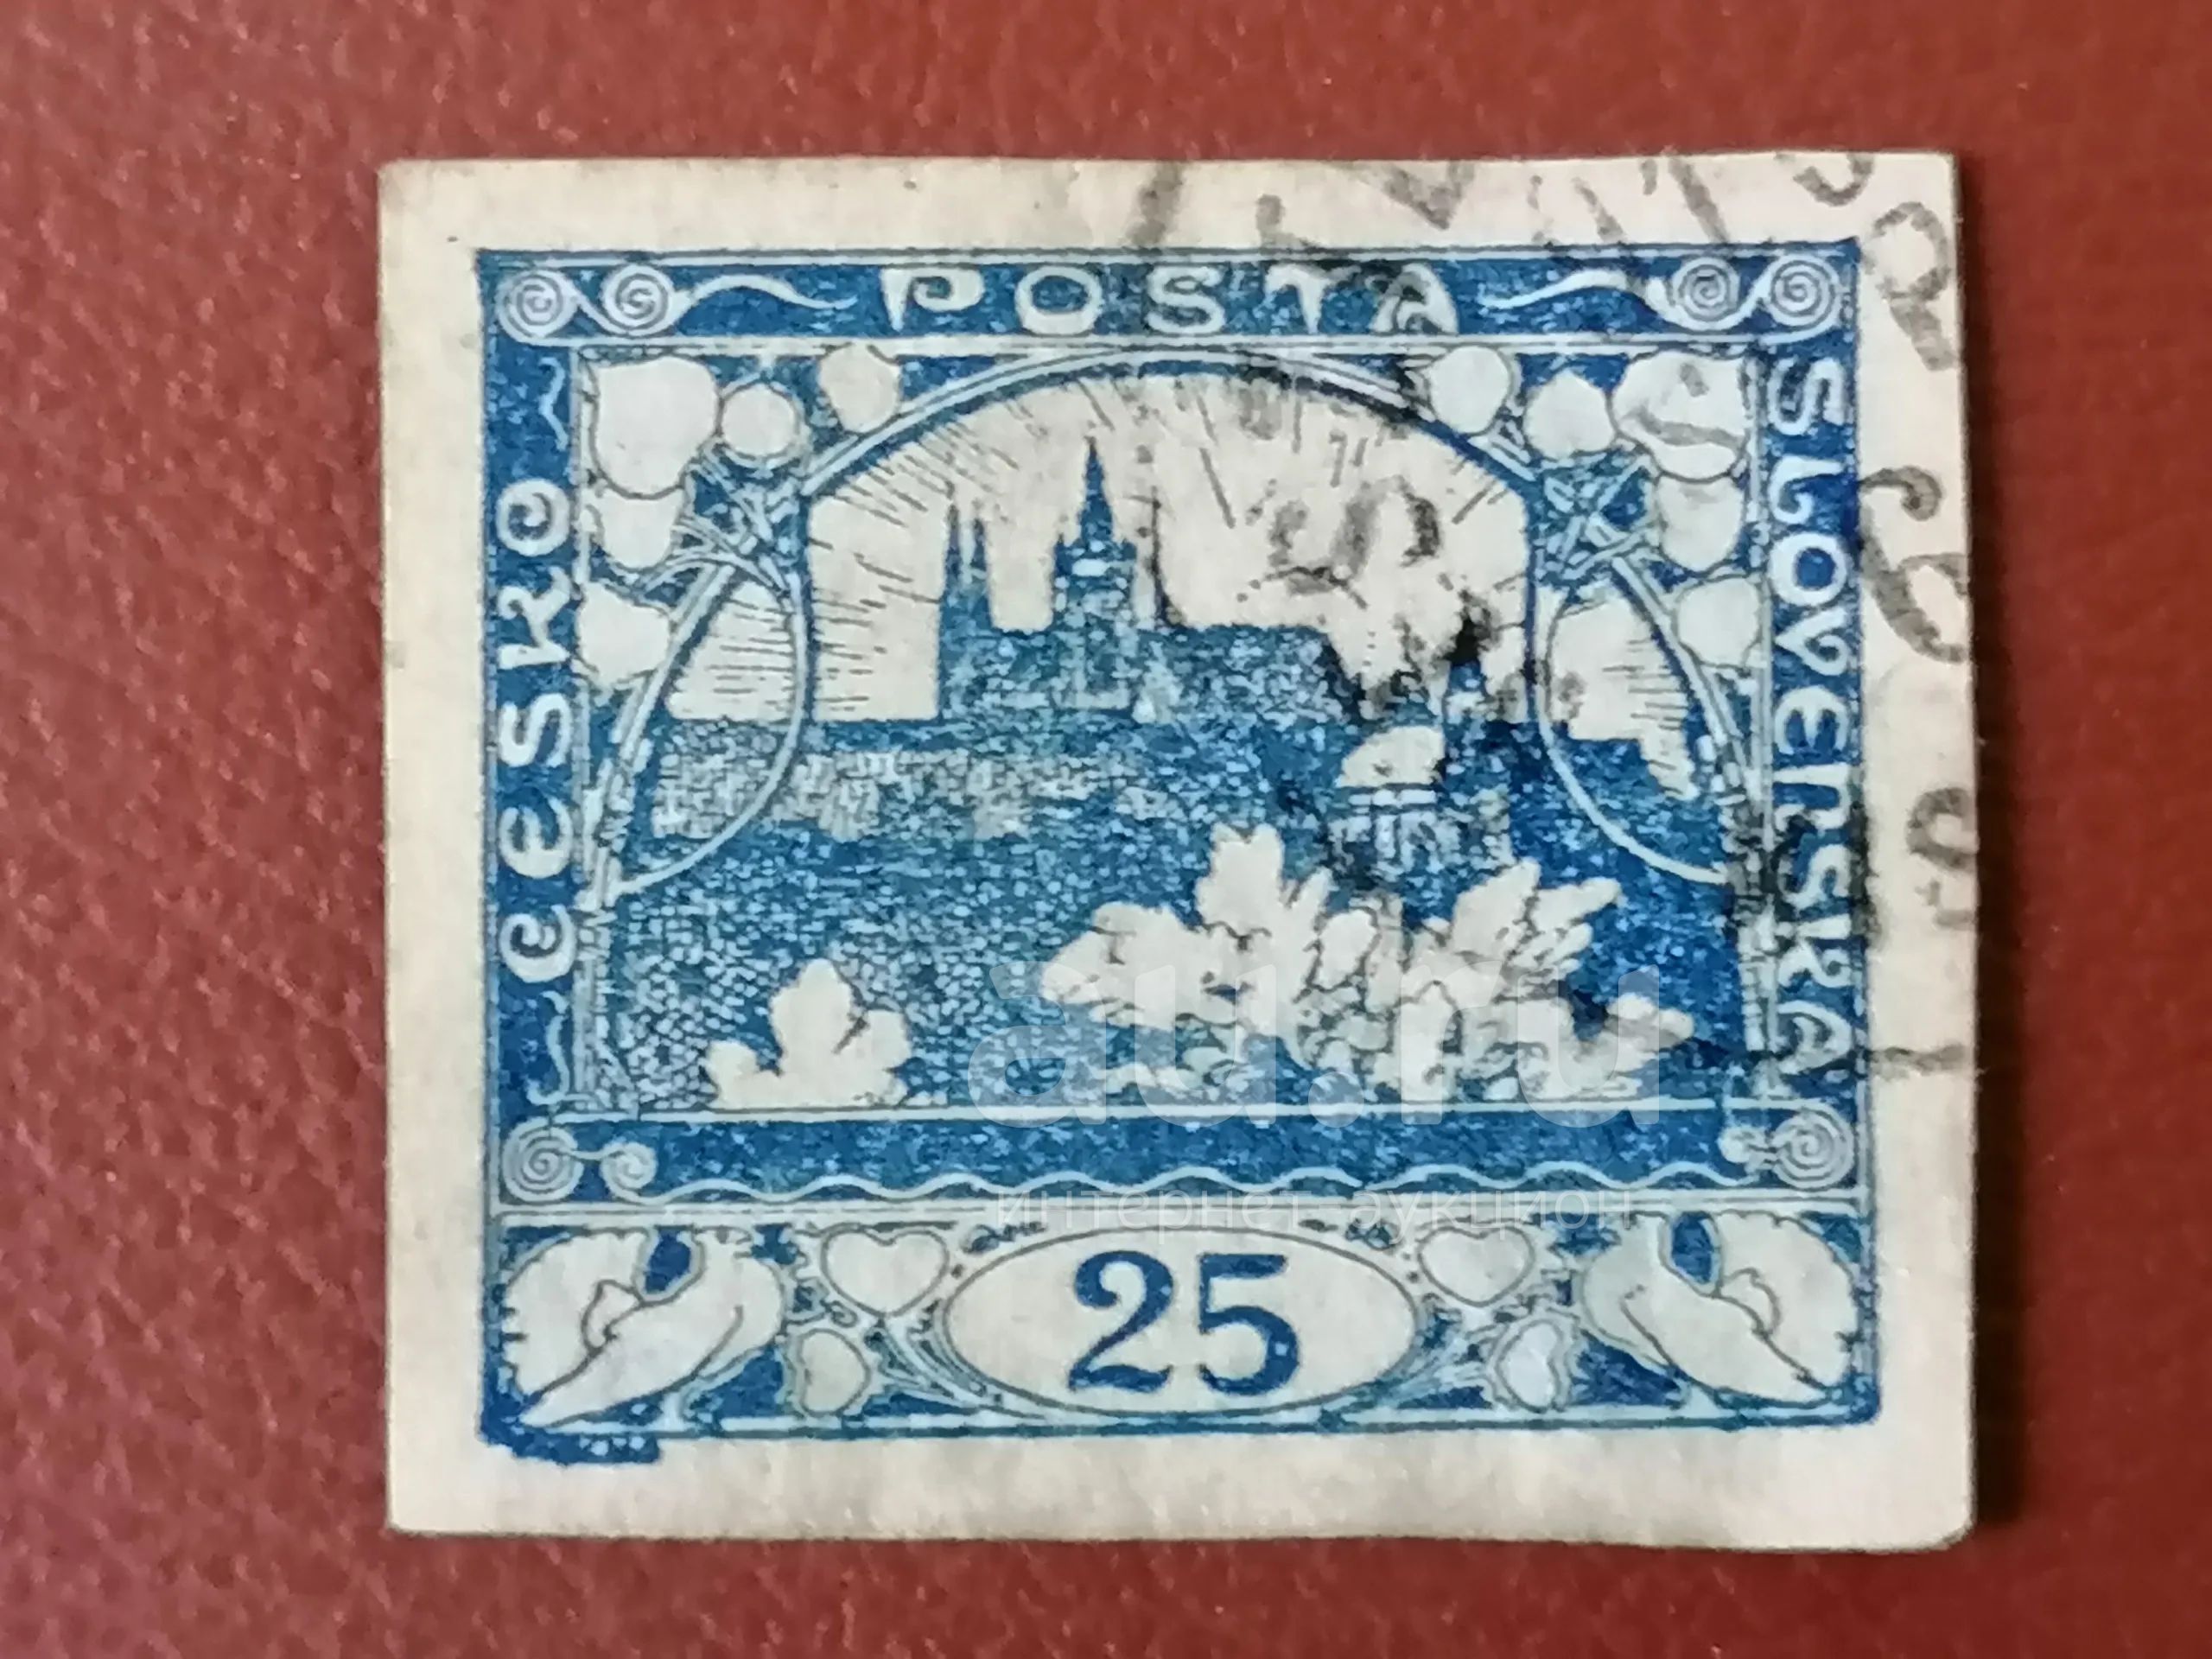 POSTA
ČESKO
SLOVENSKÁ
au.ru
интернет-аукцион
25